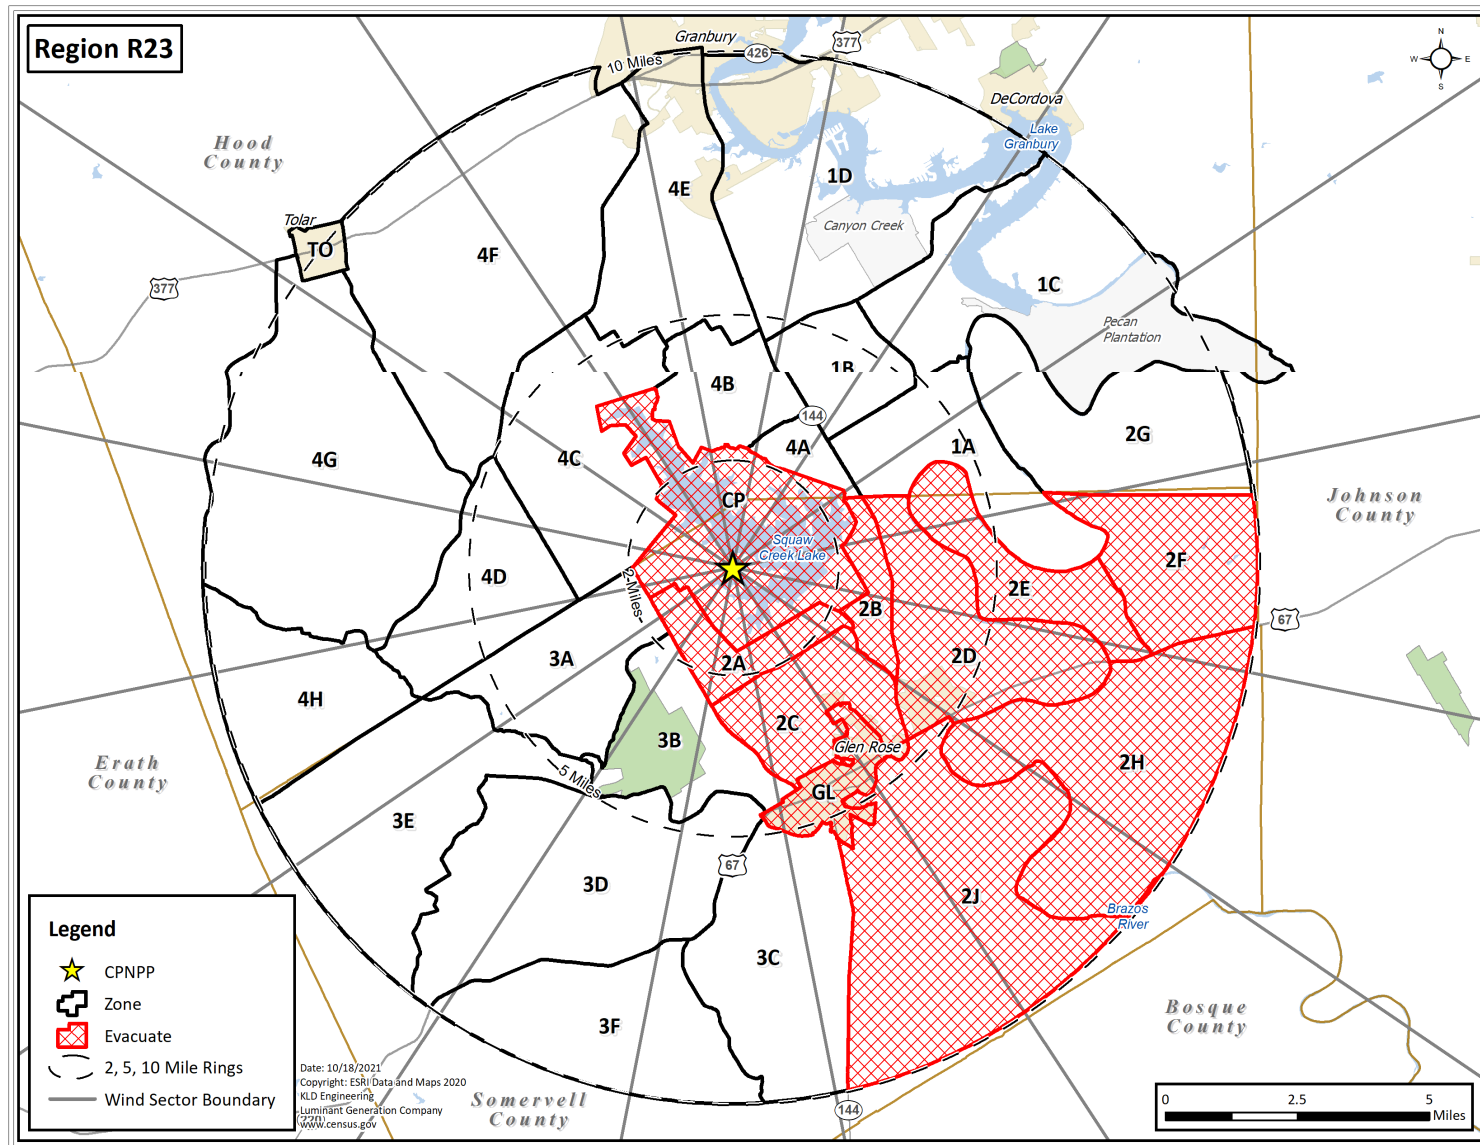 Region R23
N
W E
S
Granbury
426
377
10 Miles
DeCordova
Lake
Granbury
Hood
County
4E
1D
Tolar
TO
Canyon Creek
4F
1C
377
Pecan
Plantation
1B
4B
144
2G
4A
1A
4G
4C
CP
Johnson
County
Squaw
Creek Lake
2F
4D
2 Miles
2E
2B
67
3A
2A
2D
4H
2C
3B
Glen Rose
2H
Erath
County
5 Miles
GL
3E
67
3D
2J
Brazos
River
3C
Bosque
County
3F
Legend
CPNPP
Zone
Evacuate
2, 5, 10 Mile Rings
Wind Sector Boundary
Date: 10/18/2021
Copyright: ESRI Data and Maps 2020
KLD Engineering
Luminant Generation Company
www.census.gov
Somervell
County
144
0 2.5 5
Miles